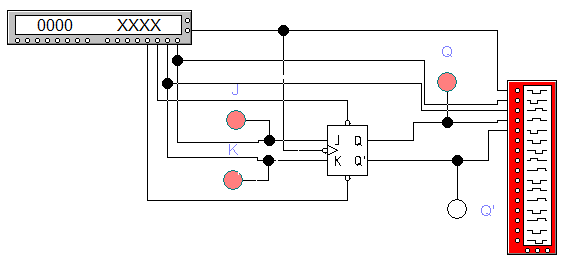 0000 XXXX
Q
J
J Q
K
K Q'
Q'